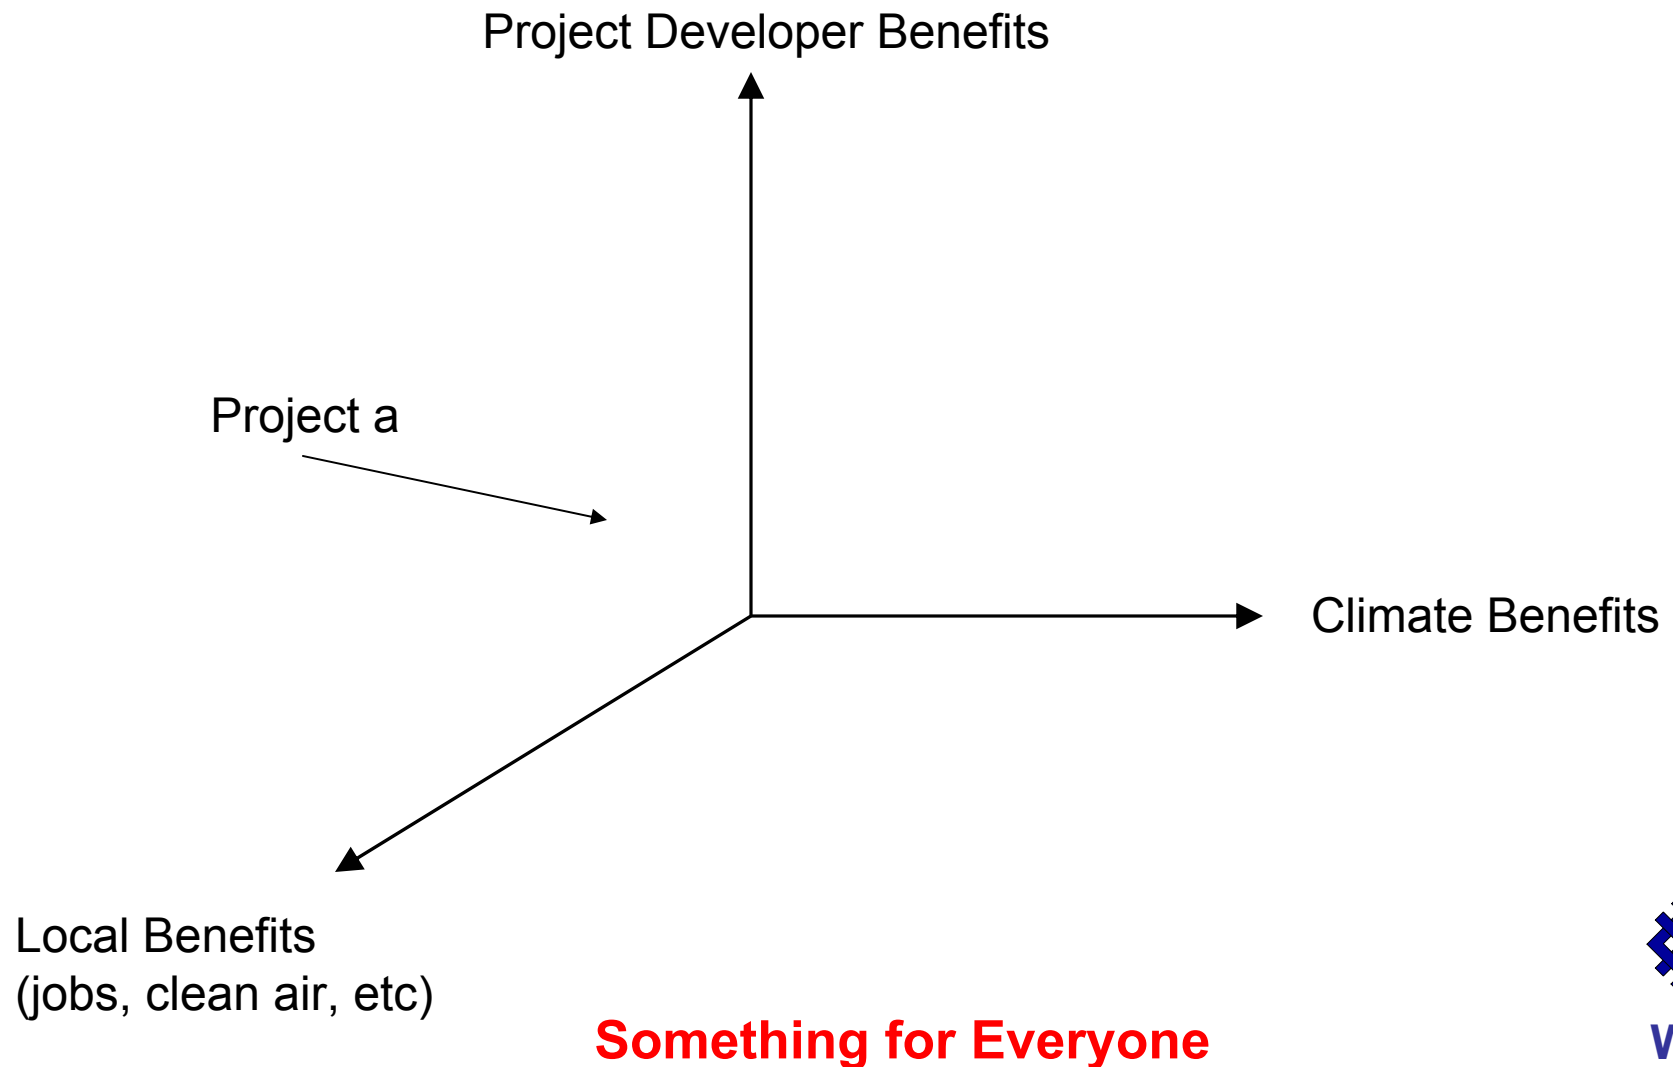 Project Developer Benefits
Project a
Climate Benefits
Local Benefits
(jobs, clean air, etc)
Something for Everyone